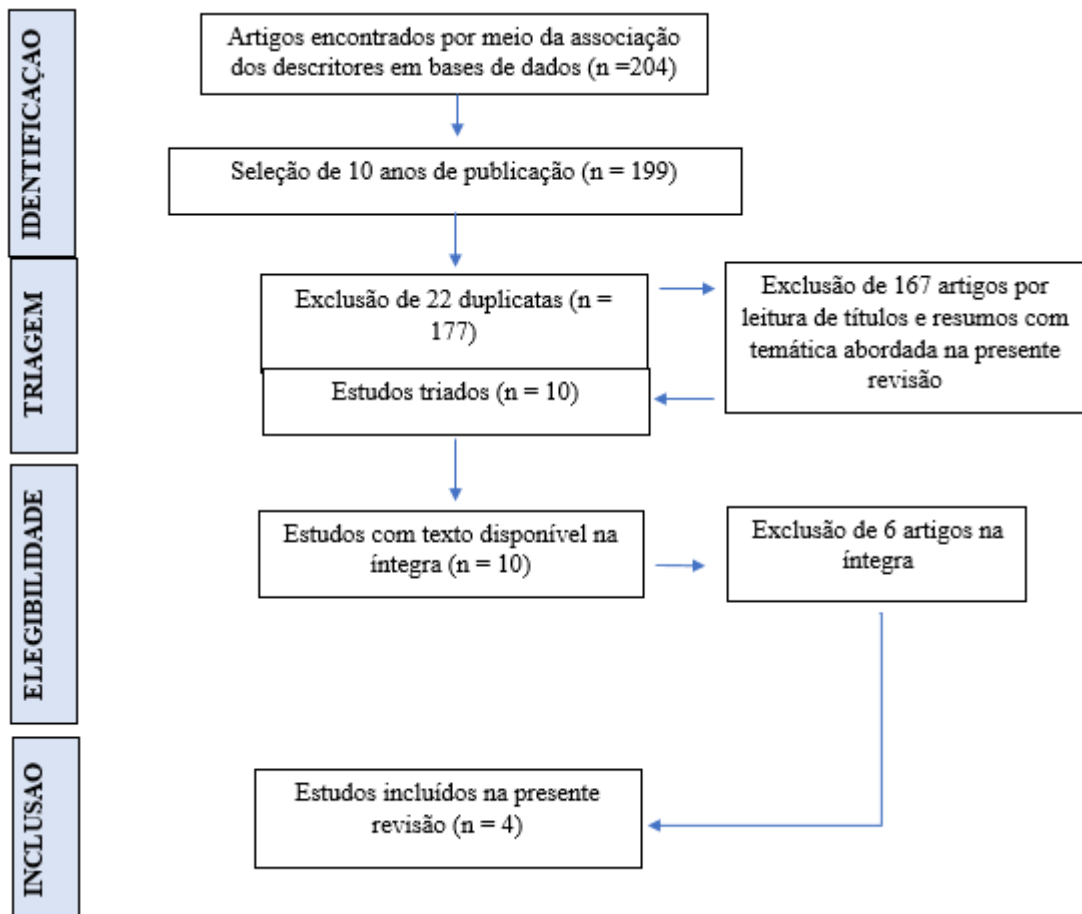 IDENTIFICAÇAO
Artigos encontrados por meio da associação
dos descritores em bases de dados (n =204)
Seleção de 10 anos de publicação (n = 199)
TRIAGEM
Exclusão de 22 duplicatas (n =
177)
Exclusão de 167 artigos por
leitura de títulos e resumos com
temática abordada na presente
revisão
Estudos triados (n = 10)
ELEGIBILIDADE
Estudos com texto disponível na
íntegra (n = 10)
Exclusão de 6 artigos na
íntegra
INCLUSAO
Estudos incluídos na presente
revisão (n = 4)